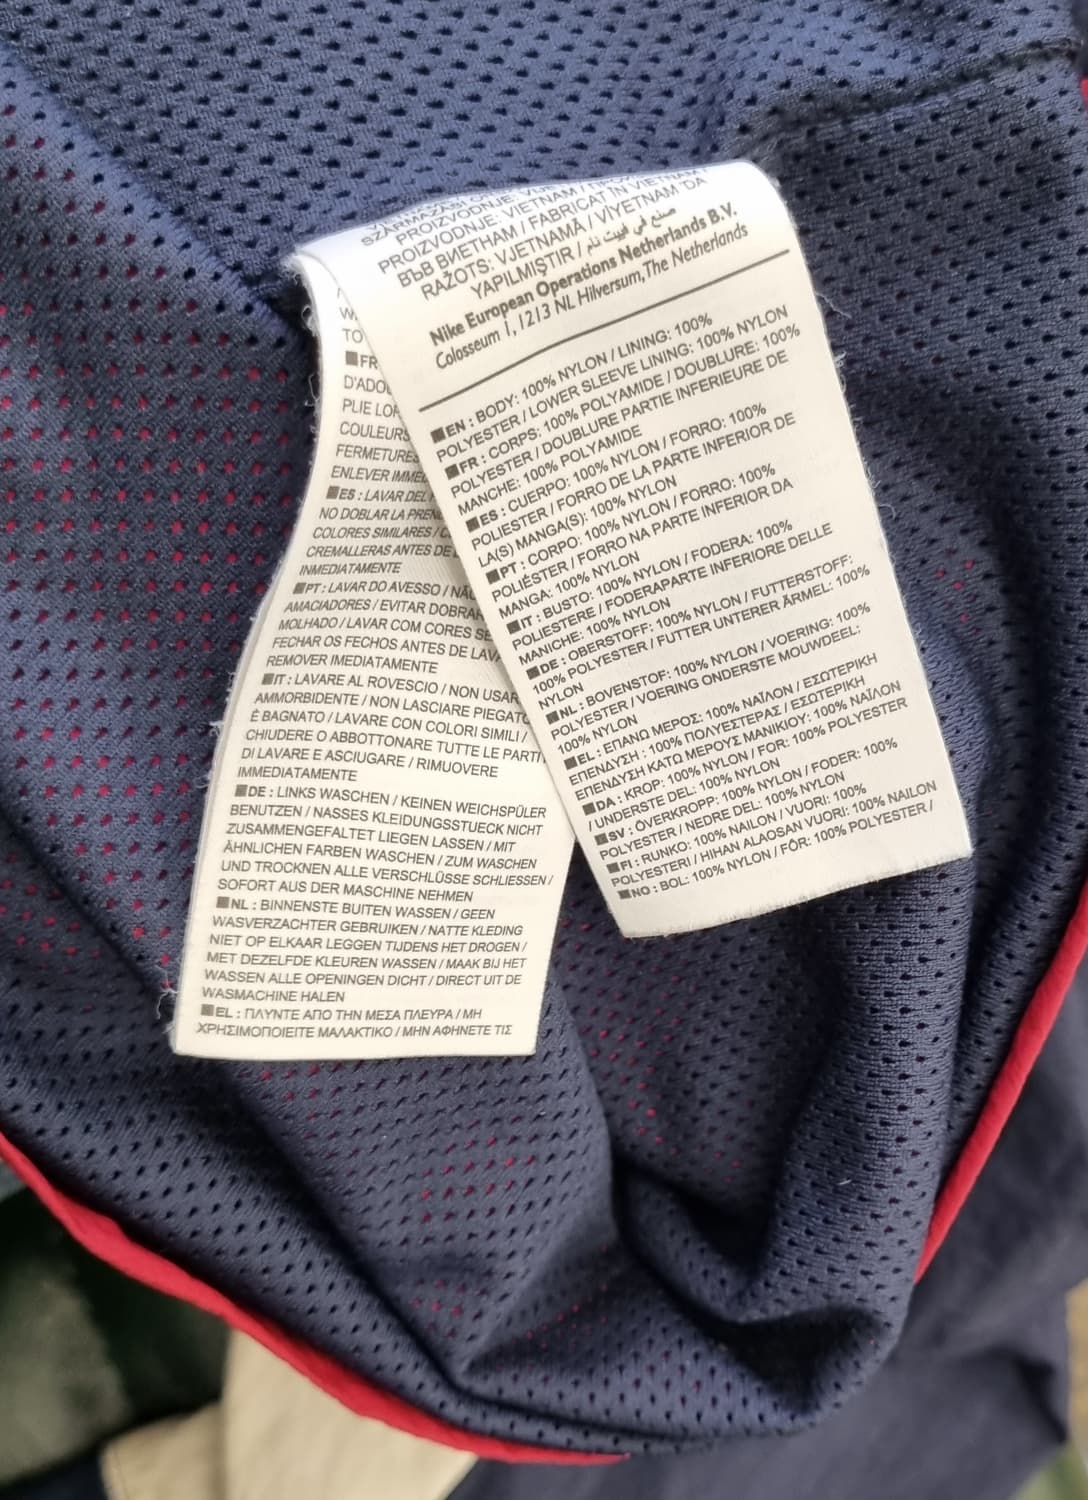 W
TO
FR
D'ADOU
PLIE LOR
COULEURS
FERMETURES
ENLEVER IMMÉ
ES : LAVAR DEL
NO DOBLAR LA PREN
COLORES SIMILARES / C
CREMALLERAS ANTES DE L
INMEDIATAMENTE
PT : LAVAR DO AVESSO / NÃO
AMACIADORES / EVITAR DOBRAR
MOLHADO / LAVAR COM CORES SE
FECHAR OS FECHOS ANTES DE LAVA
REMOVER IMEDIATAMENTE
IT : LAVARE AL ROVESCIO / NON USAR
AMMORBIDENTE / NON LASCIARE PIEGATO
È BAGNATO / LAVARE CON COLORI SIMILI /
CHIUDERE O ABBOTTONARE TUTTE LE PARTI
DI LAVARE E ASCIUGARE / RIMUOVERE
IMMEDIATAMENTE
DE : LINKS WASCHEN / KEINEN WEICHSPÜLER
BENUTZEN / NASSES KLEIDUNGSSTUECK NICHT
ZUSAMMENGEFALTET LIEGEN LASSEN / MIT
ÄHNLICHEN FARBEN WASCHEN / ZUM WASCHEN
UND TROCKNEN ALLE VERSCHLÜSSE SCHLIESSEN /
SOFORT AUS DER MASCHINE NEHMEN
NL : BINNENSTE BUITEN WASSEN / GEEN
WASVERZACHTER GEBRUIKEN / NATTE KLEDING
NIET OP ELKAAR LEGGEN TIJDENS HET DROGEN /
MET DEZELFDE KLEUREN WASSEN / MAAK BIJ HET
WASSEN ALLE OPENINGEN DICHT / DIRECT UIT DE
WASMACHINE HALEN
EL : ΠΛΥΝΤΕ ΑΠΟ ΤΗΝ ΜΕΣΑ ΠΛΕΥΡΑ / ΜΗ
ΧΡΗΣΙΜΟΠΟΙΕΙΤΕ ΜΑΛΑΚΤΙΚΟ / ΜΗΝ ΑΦΗΝΕΤΕ ΤΙΣ
PROIZVODNJE: VIETNAM /
PROIZVODNJE: VIETNAM / FABRICAT ÎN VIETNAM
ВЪВ ВИЕТНАМ / FABRICAT ÎN VIETNAM
RAŽOTS: VJETNAMĀ / VİYETNAM'DA
YAPILMIŞTIR / صنع في فييت نام
Nike European Operations Netherlands B.V.
Colosseum 1, 1213 NL Hilversum, The Netherlands
EN : BODY: 100% NYLON / LINING: 100%
POLYESTER / LOWER SLEEVE LINING: 100% NYLON
FR : CORPS: 100% POLYAMIDE / DOUBLURE: 100%
POLYESTER / DOUBLURE PARTIE INFERIEURE DE
MANCHE: 100% POLYAMIDE
ES : CUERPO: 100% NYLON / FORRO: 100%
POLIESTER / FORRO DE LA PARTE INFERIOR DE
LA(S) MANGA(S): 100% NYLON
PT : CORPO: 100% NYLON / FORRO: 100%
POLIÉSTER / FORRO NA PARTE INFERIOR DA
MANGA: 100% NYLON
IT : BUSTO: 100% NYLON / FODERA: 100%
POLIESTERE / FODERAPARTE INFERIORE DELLE
MANICHE: 100% NYLON
DE : OBERSTOFF: 100% NYLON / FUTTERSTOFF:
100% POLYESTER / FUTTER UNTERER ÄRMEL: 100%
NYLON
NL : BOVENSTOF: 100% NYLON / VOERING: 100%
POLYESTER / VOERING ONDERSTE MOUWDEEL:
100% NYLON
EL : ΕΠΑΝΩ ΜΕΡΟΣ: 100% ΝΑΪΛΟΝ / ΕΣΩΤΕΡΙΚΗ
ΕΠΕΝΔΥΣΗ : 100% ΠΟΛΥΕΣΤΕΡΑΣ / ΕΣΩΤΕΡΙΚΗ
ΕΠΕΝΔΥΣΗ ΚΑΤΩ ΜΕΡΟΥΣ ΜΑΝΙΚΙΟΥ: 100% ΝΑΪΛΟΝ
DA : KROP: 100% NYLON / FOR: 100% POLYESTER
/ UNDERSTE DEL: 100% NYLON
SV : ÖVERKROPP: 100% NYLON / FODER: 100%
POLYESTER / NEDRE DEL: 100% NYLON
FI : RUNKO: 100% NAILON / VUORI: 100%
POLYESTERI / HIHAN ALAOSAN VUORI: 100% NAILON
NO : BOL: 100% NYLON / FÔR: 100% POLYESTER /